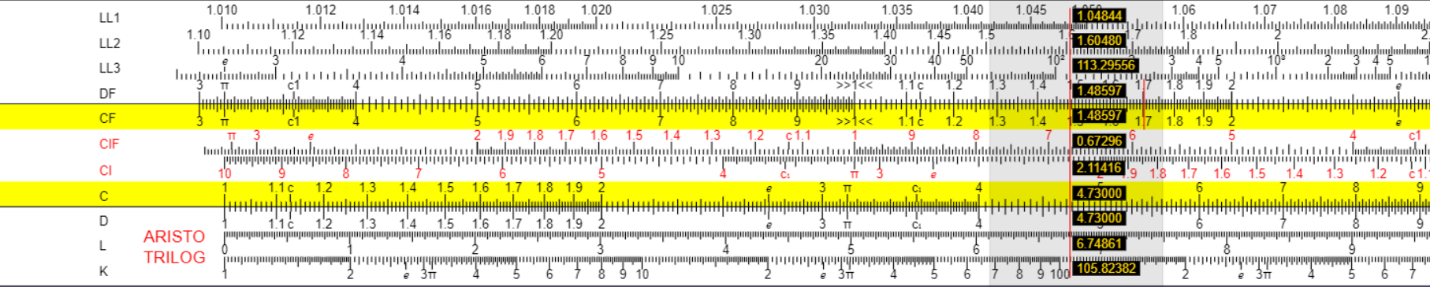 LL1 1.010 1.012 1.014 1.016 1.018 1.020 1.025 1.030 1.035 1.040 1.045 1.04844 1.06 1.07 1.08 1.09
LL2 1.10 1.12 1.14 1.16 1.18 1.20 1.25 1.30 1.35 1.40 1.45 1.5 1.60480 1.7 1.8 2
LL3 e 3 4 5 6 7 8 9 10 20 30 40 50 10² 113.29556 3 4 5 10³ 2 3 4 5
DF 3 π c1 4 5 6 7 8 9 >>1<< 1.1 c 1.2 1.3 1.4 1.48597 1.7 1.8 1.9 2 e
CF 3 π c1 4 5 6 7 8 9 >>1<< 1.1 c 1.2 1.3 1.4 1.48597 1.7 1.8 1.9 2 e
CIF π 3 e 2 1.9 1.8 1.7 1.6 1.5 1.4 1.3 1.2 c 1.1 1 9 8 7 0.67296 6 5 4 c1
CI 10 9 8 7 6 5 4 c₁ π 3 e 2.11416 1.9 1.8 1.7 1.6 1.5 1.4 1.3 1.2 c 1.1
C 1 1.1 c 1.2 1.3 1.4 1.5 1.6 1.7 1.8 1.9 2 e 3 π c₁ 4 4.73000 6 7 8 9
D 1 1.1 c 1.2 1.3 1.4 1.5 1.6 1.7 1.8 1.9 2 e 3 π c₁ 4 4.73000 6 7 8 9
ARISTO
L 0 1 2 3 4 5 6 6.74861 8 9
TRILOG
K 1 2 e 3π 4 5 6 7 8 9 10 2 e 3π 4 5 6 7 8 9 100 105.82382 2 e 3π 4 5 6 7